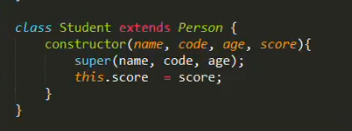 class Student extends Person {
    constructor(name, code, age, score){
        super(name, code, age);
        this.score  = score;
    }
}